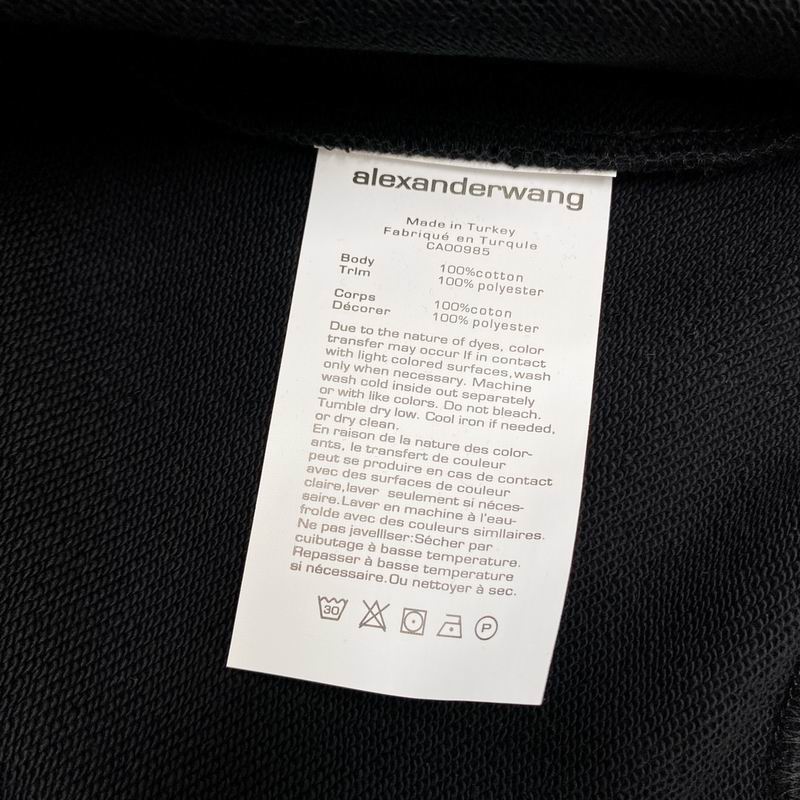 alexanderwang
Made in Turkey
Fabriqué en Turqule
CA00985
Body 100%cotton
Trlm 100% polyester
Corps 100%coton
Décorer 100% polyester
Due to the nature of dyes, color
transfer may occur If in contact
with light colored surfaces,wash
only when necessary. Machine
wash cold inside out separately
or with like colors. Do not bleach.
Tumble dry low. Cool iron if needed,
or dry clean.
En raison de la nature des color-
ants, le transfert de couleur
peut se produire en cas de contact
avec des surfaces de couleur
claire,laver seulement si néces-
saire.Laver en machine à l'eau-
frolde avec des couleurs simllaires.
Ne pas javelllser:Sécher par
cuibutage à basse temperature.
Repasser à basse temperature
si nécessaire.Ou nettoyer à sec.
30 P